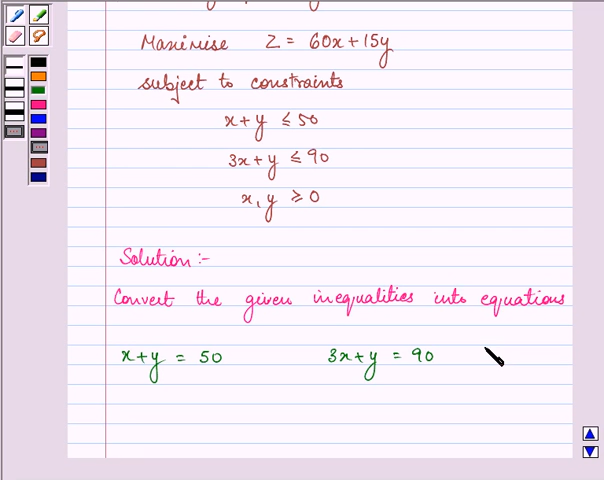 Maximise Z = 60x+15y
subject to constraints
x+y ≤ 50
3x+y ≤ 90
x, y ≥ 0
Solution:-
Convert the given inequalities into equations
x+y = 50 3x+y = 90